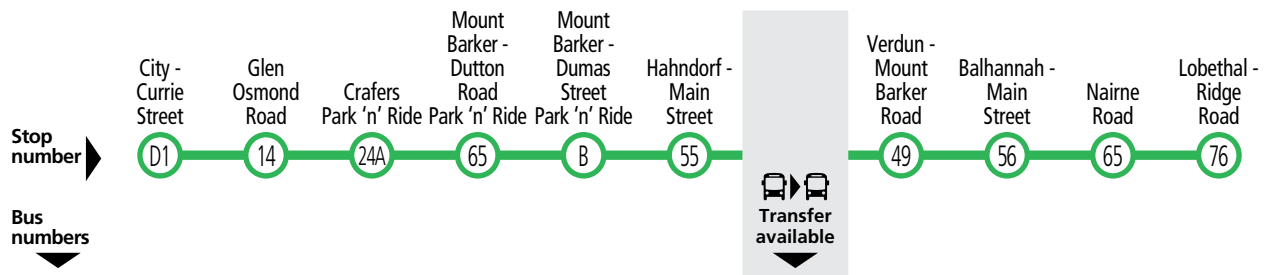 City -
Currie
Street
Glen
Osmond
Road
Crafers
Park 'n' Ride
Mount
Barker -
Dutton
Road
Park 'n' Ride
Mount
Barker -
Dumas
Street
Park 'n' Ride
Hahndorf -
Main
Street
Verdun -
Mount
Barker
Road
Balhannah -
Main
Street
Nairne
Road
Lobethal -
Ridge
Road
Stop
number
D1
14
24A
65
B
55
49
56
65
76
Transfer
available
Bus
numbers